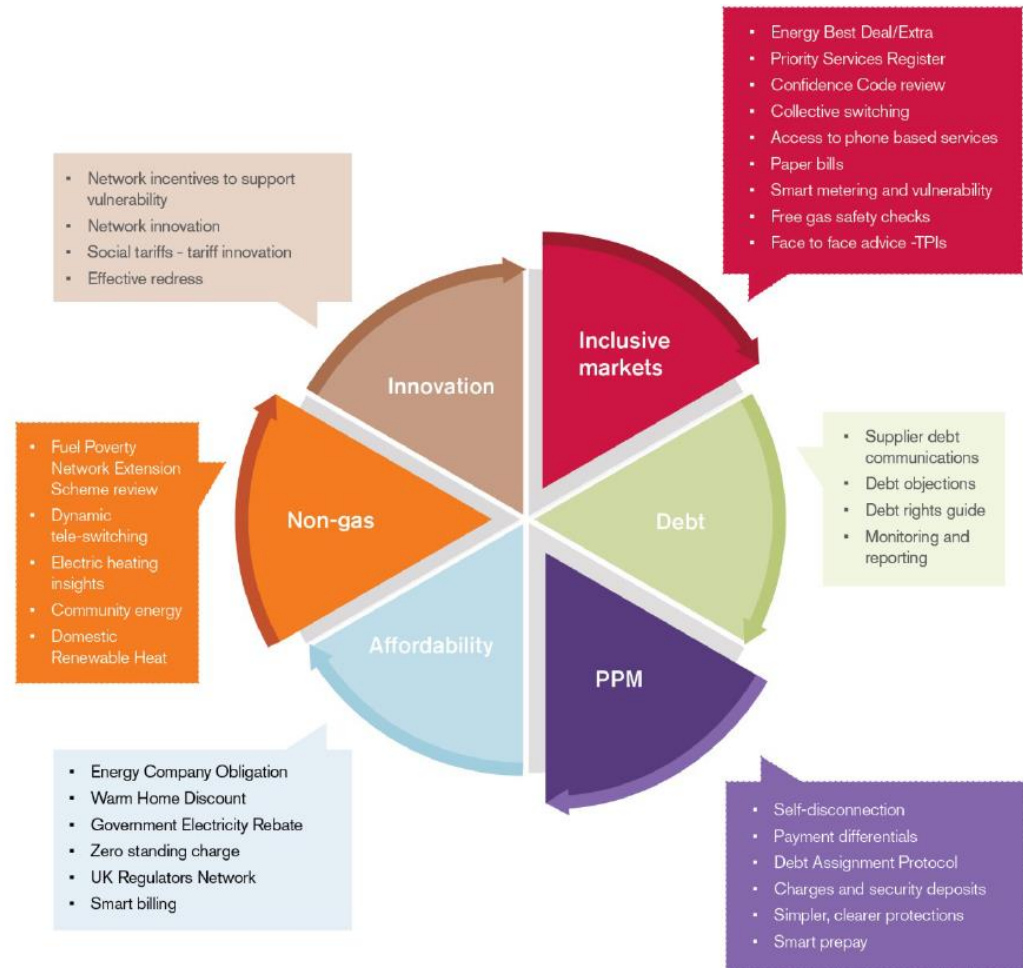 Energy Best Deal/Extra
Priority Services Register
Confidence Code review
Collective switching
Access to phone based services
Paper bills
Smart metering and vulnerability
Free gas safety checks
Face to face advice -TPIs
Network incentives to support
vulnerability
Network innovation
Social tariffs - tariff innovation
Effective redress
Inclusive
markets
Innovation
Fuel Poverty
Network Extension
Scheme review
Dynamic
tele-switching
Electric heating
insights
Community energy
Domestic
Renewable Heat
Non-gas
Debt
Supplier debt
communications
Debt objections
Debt rights guide
Monitoring and
reporting
Affordability
PPM
Energy Company Obligation
Warm Home Discount
Government Electricity Rebate
Zero standing charge
UK Regulators Network
Smart billing
Self-disconnection
Payment differentials
Debt Assignment Protocol
Charges and security deposits
Simpler, clearer protections
Smart prepay